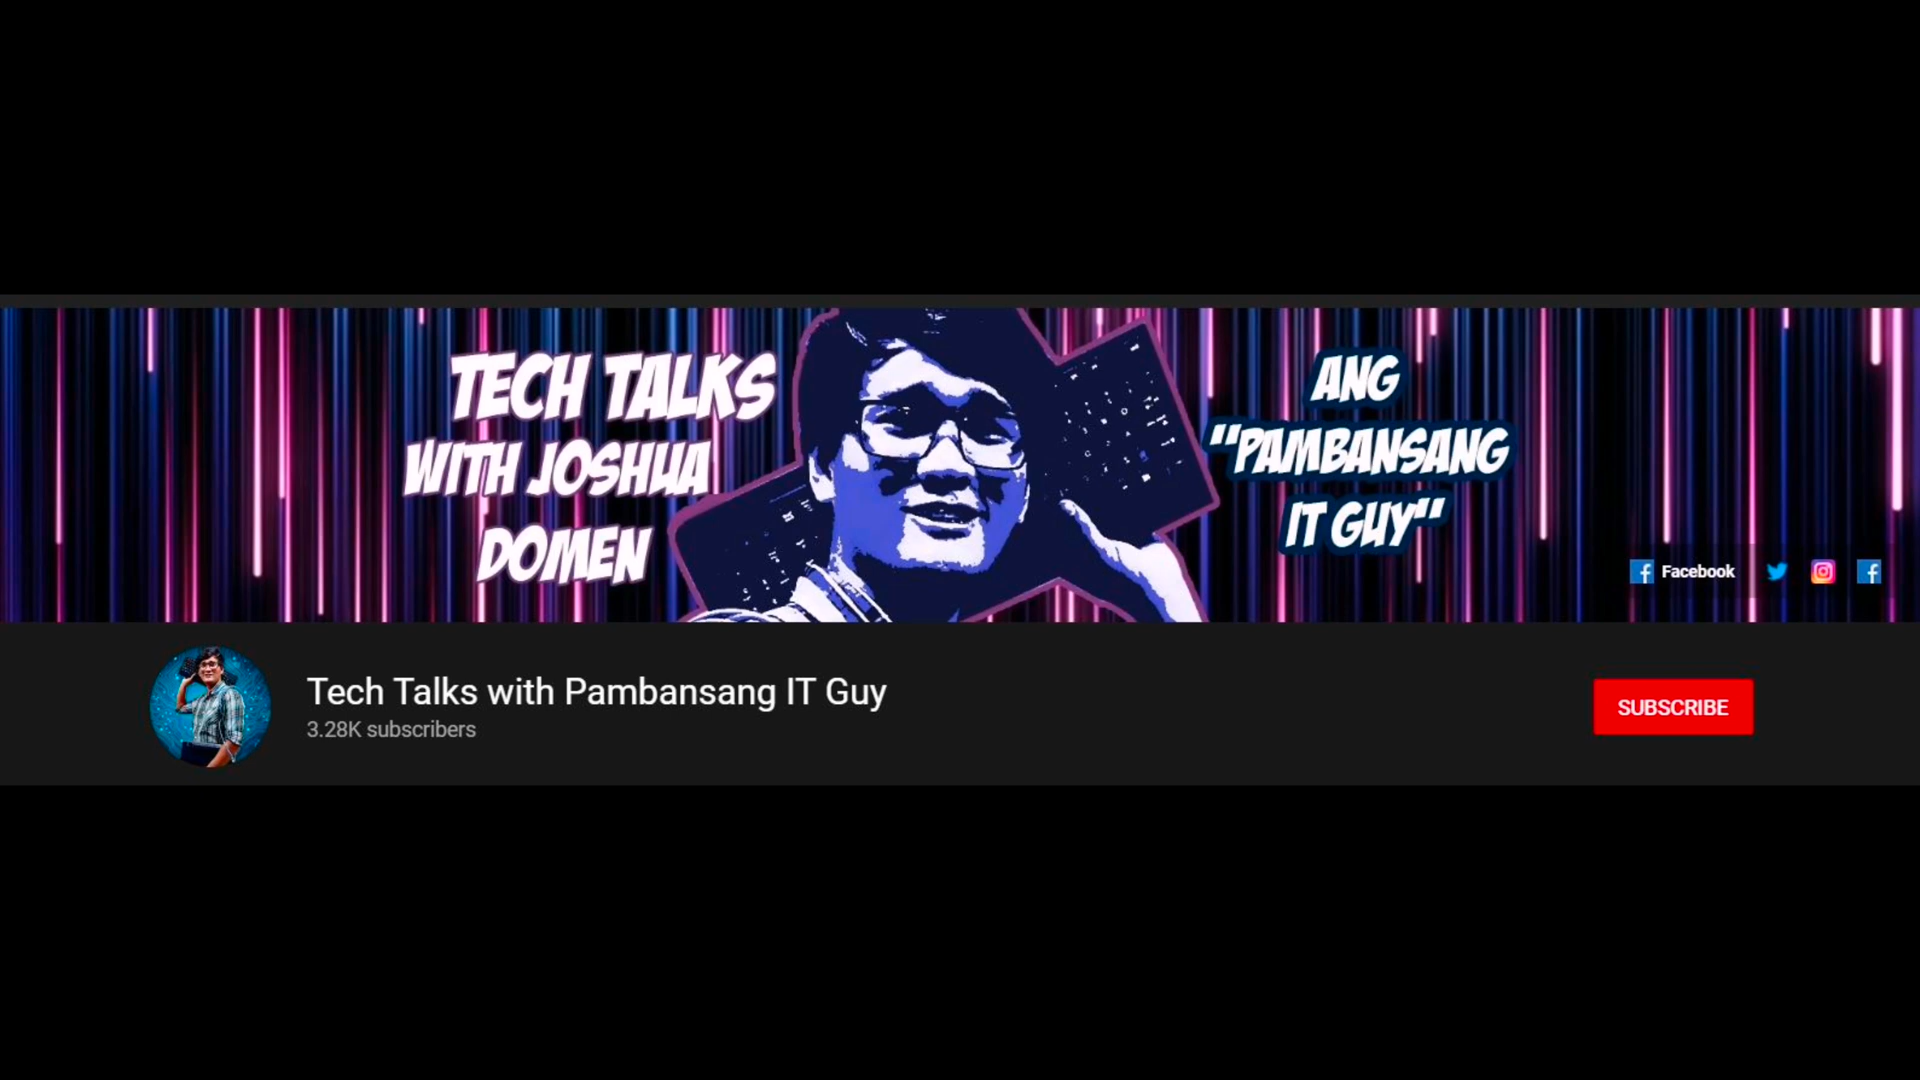 TECH TALKS
WITH JOSHUA
DOMEN
ANG
"PAMBANSANG
IT GUY"
Facebook
Tech Talks with Pambansang IT Guy
3.28K subscribers
SUBSCRIBE